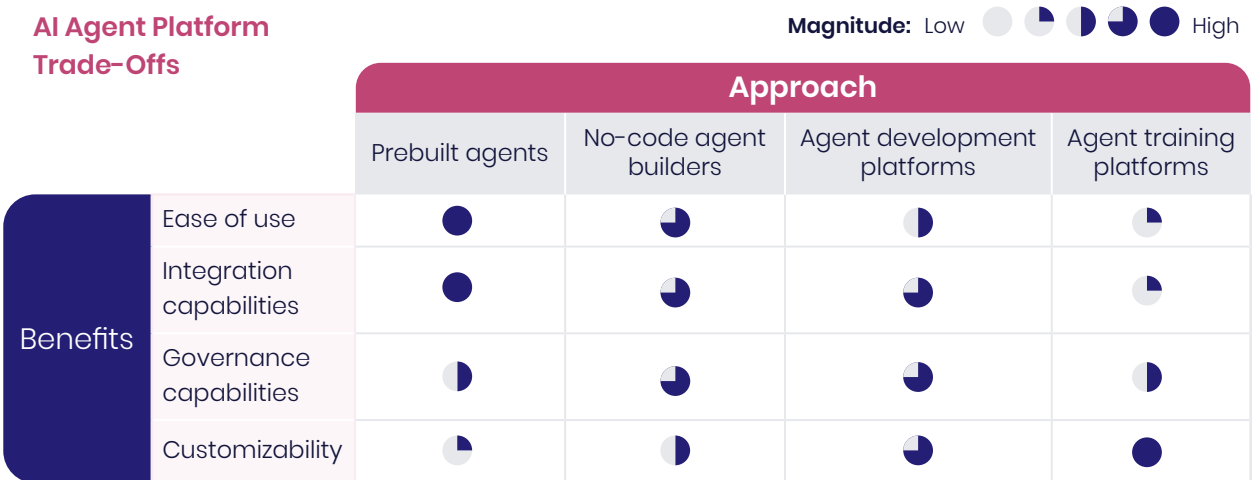 AI Agent Platform
Trade-Offs
Magnitude: Low High
Approach
Prebuilt agents
No-code agent
builders
Agent development
platforms
Agent training
platforms
Benefits
Ease of use
Integration
capabilities
Governance
capabilities
Customizability